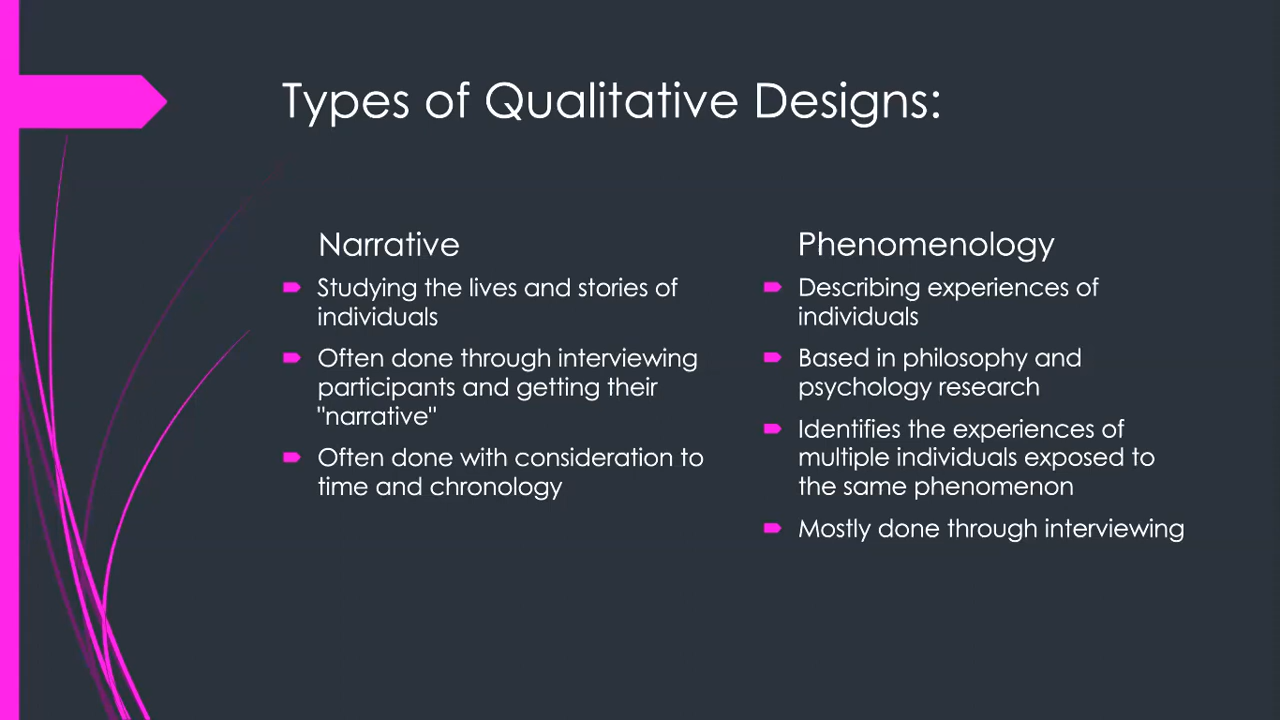 Types of Qualitative Designs:
Narrative
Studying the lives and stories of
individuals
Often done through interviewing
participants and getting their
"narrative"
Often done with consideration to
time and chronology
Phenomenology
Describing experiences of
individuals
Based in philosophy and
psychology research
Identifies the experiences of
multiple individuals exposed to
the same phenomenon
Mostly done through interviewing